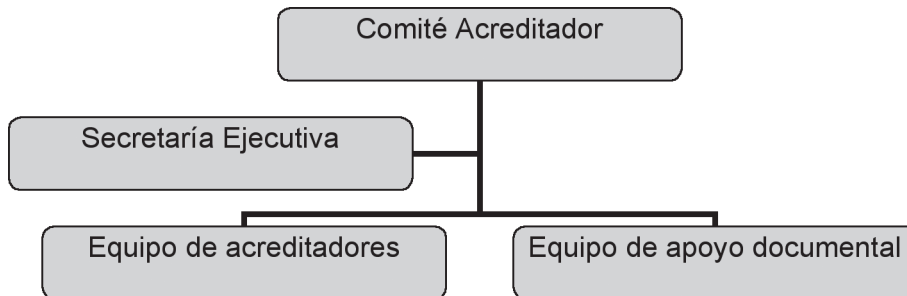 Comité Acreditador
Secretaría Ejecutiva
Equipo de acreditadores
Equipo de apoyo documental